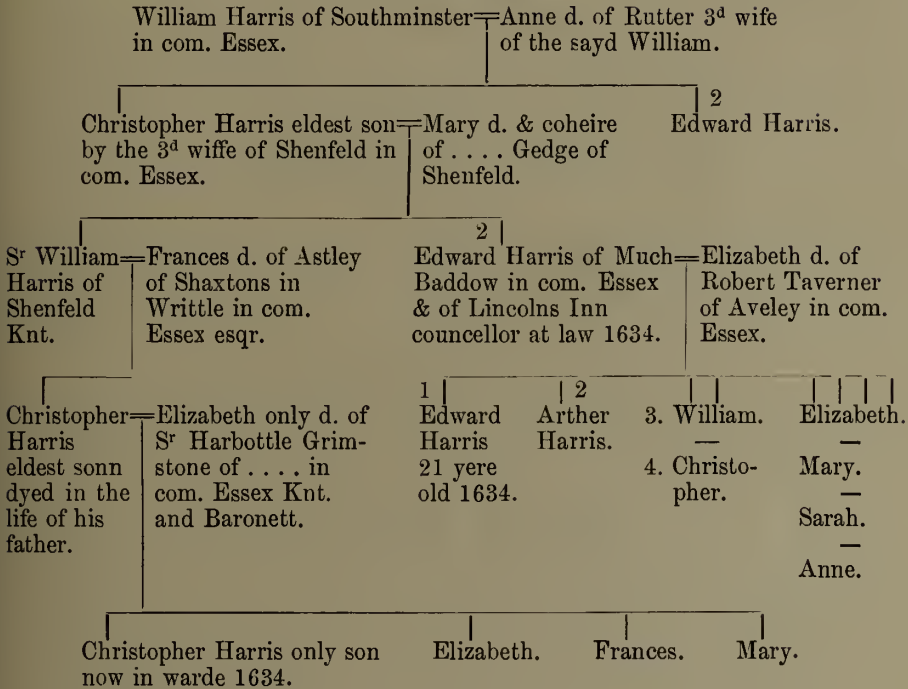 William Harris of Southminster=Anne d. of Rutter 3ᵈ wife
in com. Essex. of the sayd William.
2
Christopher Harris eldest son=Mary d. & coheire Edward Harris.
by the 3ᵈ wiffe of Shenfeld in of . . . . Gedge of
com. Essex. Shenfeld.
2
Sʳ William=Frances d. of Astley Edward Harris of Much=Elizabeth d. of
Harris of of Shaxtons in Baddow in com. Essex Robert Taverner
Shenfeld Writtle in com. & of Lincolns Inn of Aveley in com.
Knt. Essex esqr. councellor at law 1634. Essex.
1 2
Christopher=Elizabeth only d. of Edward Arther 3. William. Elizabeth.
Harris Sʳ Harbottle Grim- Harris Harris. —
eldest sonn stone of . . . . in 21 yere 4. Christo- Mary.
dyed in the com. Essex Knt. old 1634. pher. —
life of his and Baronett. Sarah.
father. —
Anne.
Christopher Harris only son Elizabeth. Frances. Mary.
now in warde 1634.